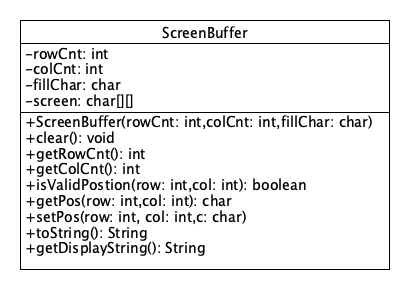 ScreenBuffer
-rowCnt: int
-colCnt: int
-fillChar: char
-screen: char[][]
+ScreenBuffer(rowCnt: int,colCnt: int,fillChar: char)
+clear(): void
+getRowCnt(): int
+getColCnt(): int
+isValidPostion(row: int,col: int): boolean
+getPos(row: int,col: int): char
+setPos(row: int, col: int,c: char)
+toString(): String
+getDisplayString(): String